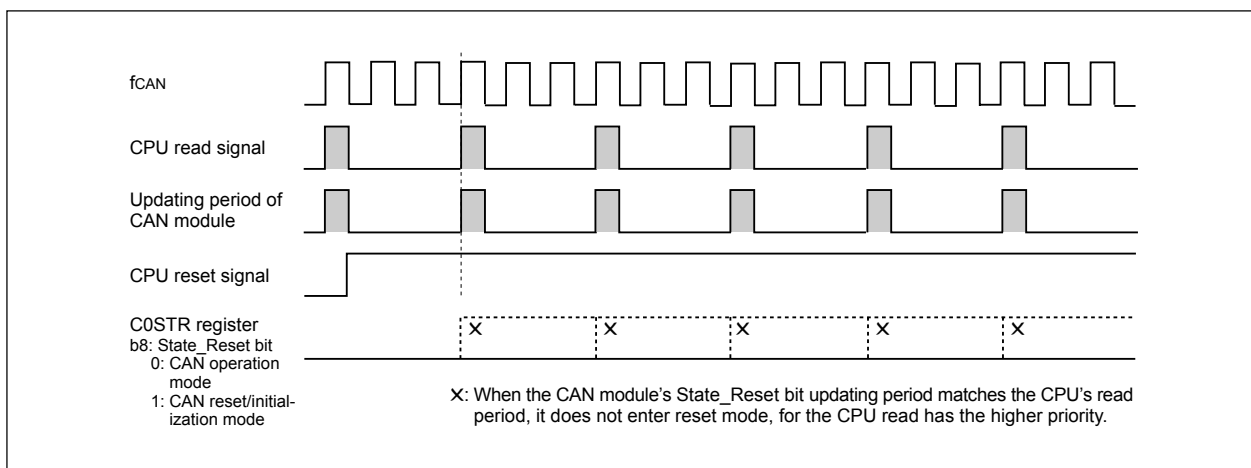 fCAN
CPU read signal
Updating period of
CAN module
CPU reset signal
C0STR register
b8: State_Reset bit
0: CAN operation
mode
1: CAN reset/initial-
ization mode
×: When the CAN module's State_Reset bit updating period matches the CPU's read
period, it does not enter reset mode, for the CPU read has the higher priority.